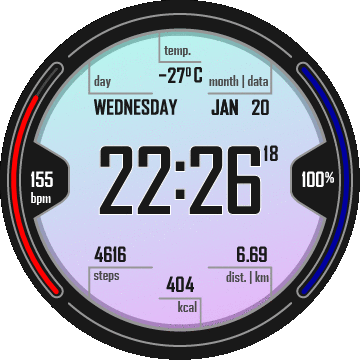 temp.
-27° C
day
month | data
WEDNESDAY
JAN 20
22:26 18
155
bpm
100%
4616
steps
6.69
dist. | km
404
kcal